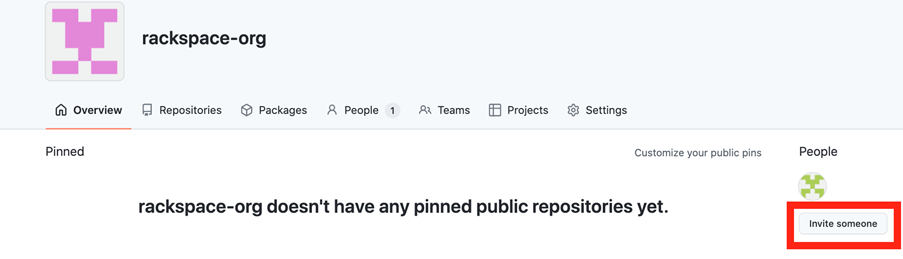 rackspace-org
Overview Repositories Packages People 1 Teams Projects Settings
Pinned Customize your public pins People
rackspace-org doesn't have any pinned public repositories yet.
Invite someone